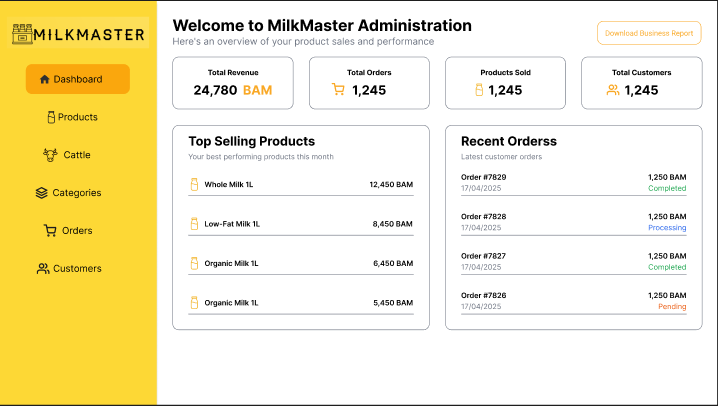 MILKMASTER
Dashboard
Products
Cattle
Categories
Orders
Customers
Welcome to MilkMaster Administration
Here's an overview of your product sales and performance
Download Business Report
Total Revenue
24,780 BAM
Total Orders
1,245
Products Sold
1,245
Total Customers
1,245
Top Selling Products
Your best performing products this month
Whole Milk 1L 12,450 BAM
Low-Fat Milk 1L 8,450 BAM
Organic Milk 1L 6,450 BAM
Organic Milk 1L 5,450 BAM
Recent Orderss
Latest customer orders
Order #7829 1,250 BAM
17/04/2025 Completed
Order #7828 1,250 BAM
17/04/2025 Processing
Order #7827 1,250 BAM
17/04/2025 Completed
Order #7826 1,250 BAM
17/04/2025 Pending